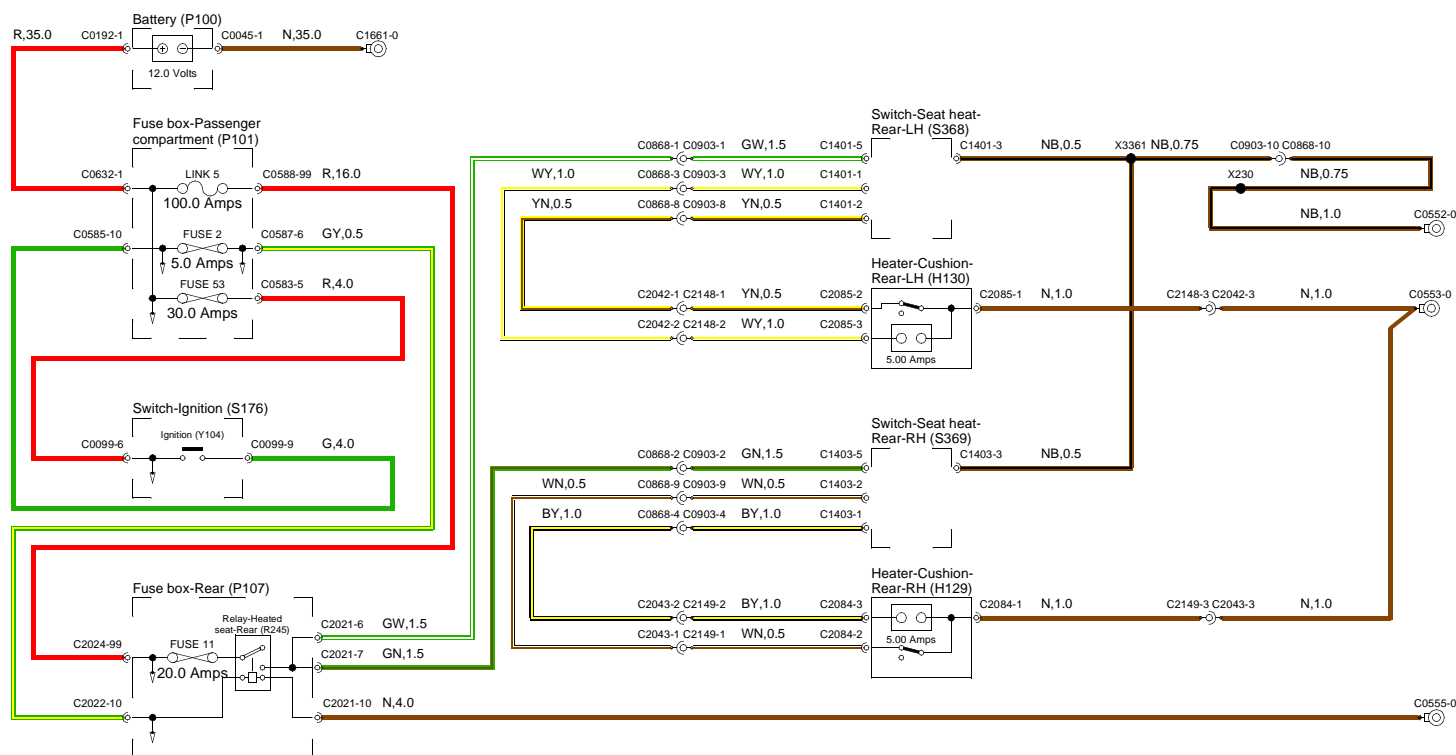 Battery (P100)
R,35.0 C0192-1 C0045-1 N,35.0 C1661-0
12.0 Volts
Fuse box-Passenger
compartment (P101)
C0632-1 LINK 5 C0588-99 R,16.0
100.0 Amps
C0585-10 FUSE 2 C0587-6 GY,0.5
5.0 Amps
FUSE 53 C0583-5 R,4.0
30.0 Amps
Switch-Ignition (S176)
Ignition (Y104)
C0099-6 C0099-9 G,4.0
Fuse box-Rear (P107)
Relay-Heated
seat-Rear (R245)
C2021-6 GW,1.5
C2024-99 FUSE 11 C2021-7 GN,1.5
20.0 Amps
C2022-10 C2021-10 N,4.0 C0555-0
Switch-Seat heat-
Rear-LH (S368)
C0868-1 C0903-1 GW,1.5 C1401-5 C1401-3 NB,0.5 X3361 NB,0.75 C0903-10 C0868-10
WY,1.0 C0868-3 C0903-3 WY,1.0 C1401-1 X230 NB,0.75
YN,0.5 C0868-8 C0903-8 YN,0.5 C1401-2 NB,1.0 C0552-0
Heater-Cushion-
Rear-LH (H130)
C2042-1 C2148-1 YN,0.5 C2085-2 C2085-1 N,1.0 C2148-3 C2042-3 N,1.0 C0553-0
C2042-2 C2148-2 WY,1.0 C2085-3
5.00 Amps
Switch-Seat heat-
Rear-RH (S369)
C0868-2 C0903-2 GN,1.5 C1403-5 C1403-3 NB,0.5
WN,0.5 C0868-9 C0903-9 WN,0.5 C1403-2
BY,1.0 C0868-4 C0903-4 BY,1.0 C1403-1
Heater-Cushion-
Rear-RH (H129)
C2043-2 C2149-2 BY,1.0 C2084-3 C2084-1 N,1.0 C2149-3 C2043-3 N,1.0
C2043-1 C2149-1 WN,0.5 C2084-2
5.00 Amps